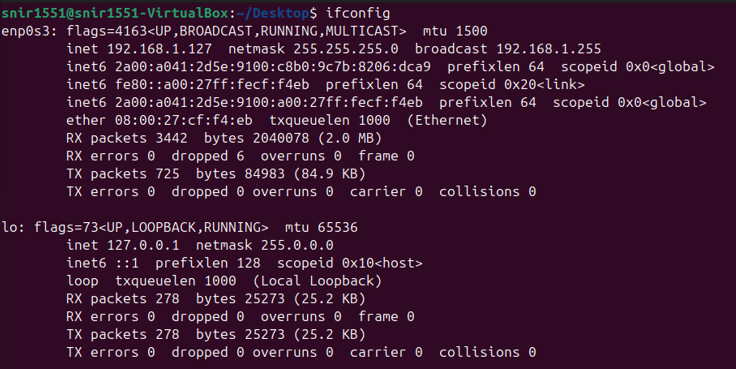 snir1551@snir1551-VirtualBox:~/Desktop$ ifconfig
enp0s3: flags=4163<UP,BROADCAST,RUNNING,MULTICAST>  mtu 1500
        inet 192.168.1.127  netmask 255.255.255.0  broadcast 192.168.1.255
        inet6 2a00:a041:2d5e:9100:c8b0:9c7b:8206:dca9  prefixlen 64  scopeid 0x0<global>
        inet6 fe80::a00:27ff:fecf:f4eb  prefixlen 64  scopeid 0x20<link>
        inet6 2a00:a041:2d5e:9100:a00:27ff:fecf:f4eb  prefixlen 64  scopeid 0x0<global>
        ether 08:00:27:cf:f4:eb  txqueuelen 1000  (Ethernet)
        RX packets 3442  bytes 2040078 (2.0 MB)
        RX errors 0  dropped 6  overruns 0  frame 0
        TX packets 725  bytes 84983 (84.9 KB)
        TX errors 0  dropped 0 overruns 0  carrier 0  collisions 0

lo: flags=73<UP,LOOPBACK,RUNNING>  mtu 65536
        inet 127.0.0.1  netmask 255.0.0.0
        inet6 ::1  prefixlen 128  scopeid 0x10<host>
        loop  txqueuelen 1000  (Local Loopback)
        RX packets 278  bytes 25273 (25.2 KB)
        RX errors 0  dropped 0  overruns 0  frame 0
        TX packets 278  bytes 25273 (25.2 KB)
        TX errors 0  dropped 0 overruns 0  carrier 0  collisions 0